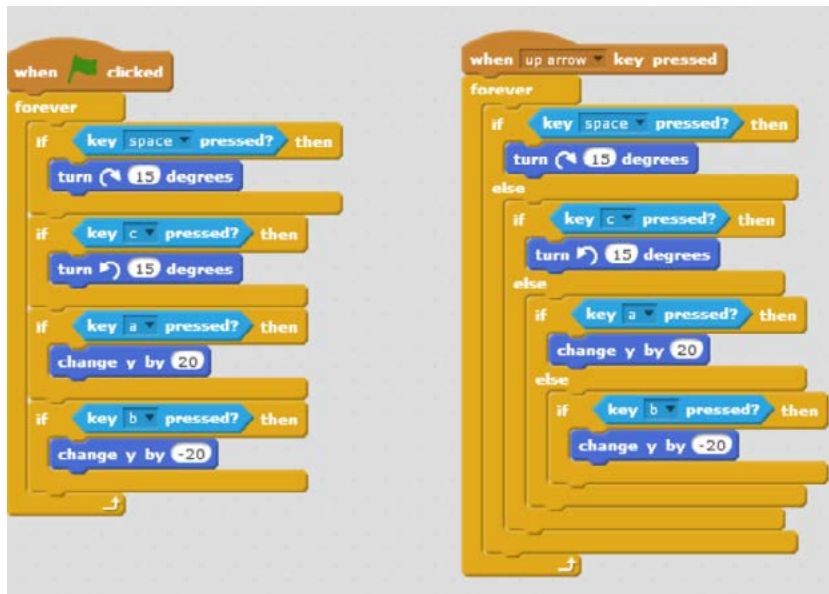 when clicked
forever
if key space pressed? then
turn 15 degrees
if key c pressed? then
turn 15 degrees
if key a pressed? then
change y by 20
if key b pressed? then
change y by -20
when up arrow key pressed
forever
if key space pressed? then
turn 15 degrees
else
if key c pressed? then
turn 15 degrees
else
if key a pressed? then
change y by 20
else
if key b pressed? then
change y by -20